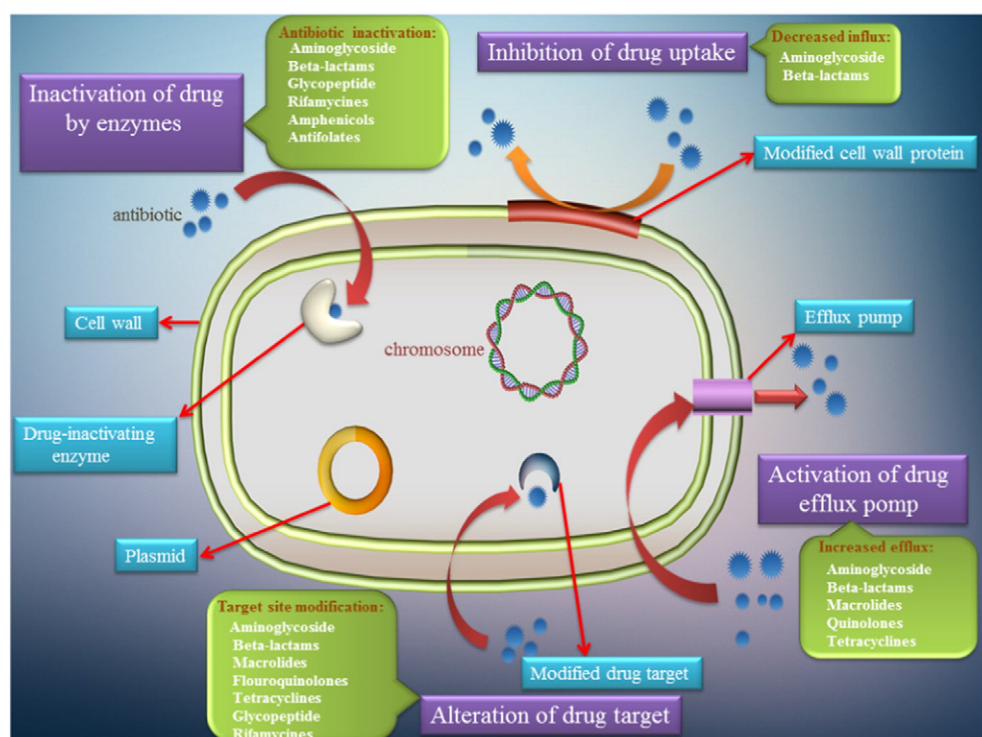 Inactivation of drug
by enzymes
Antibiotic inactivation:
Aminoglycoside
Beta-lactams
Glycopeptide
Rifamycines
Amphenicols
Antifolates
Inhibition of drug uptake
Decreased influx:
Aminoglycoside
Beta-lactams
Modified cell wall protein
antibiotic
Cell wall
chromosome
Efflux pump
Drug-inactivating
enzyme
Plasmid
Activation of drug
efflux pomp
Increased efflux:
Aminoglycoside
Beta-lactams
Macrolides
Quinolones
Tetracyclines
Target site modification:
Aminoglycoside
Beta-lactams
Macrolides
Flouroquinolones
Tetracyclines
Glycopeptide
Rifamycines
Modified drug target
Alteration of drug target